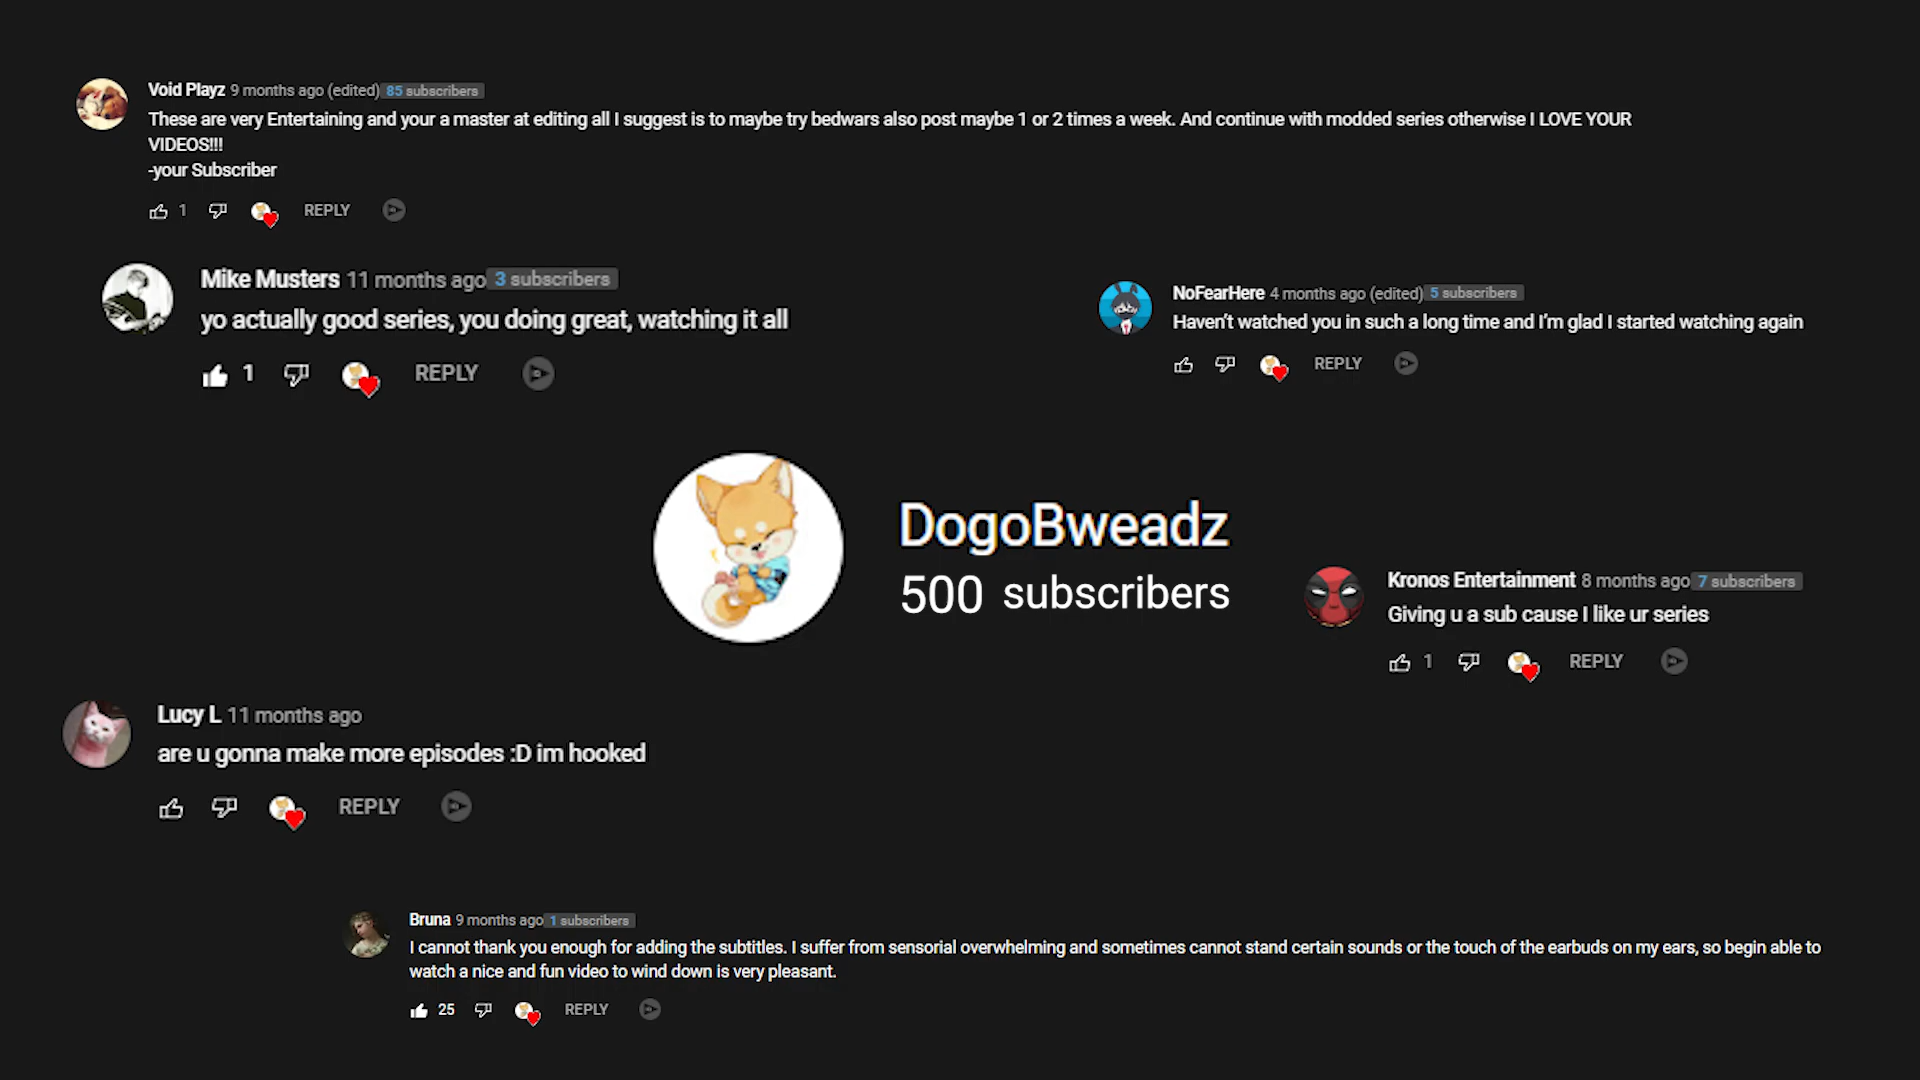 Void Playz 9 months ago (edited) 85 subscribers
These are very Entertaining and your a master at editing all I suggest is to maybe try bedwars also post maybe 1 or 2 times a week. And continue with modded series otherwise I LOVE YOUR
VIDEOS!!!
-your Subscriber
1 REPLY
Mike Musters 11 months ago 3 subscribers
yo actually good series, you doing great, watching it all
1 REPLY
NoFearHere 4 months ago (edited) 5 subscribers
Haven't watched you in such a long time and I'm glad I started watching again
REPLY
DogoBweadz
500 subscribers
Kronos Entertainment 8 months ago 7 subscribers
Giving u a sub cause I like ur series
1 REPLY
Lucy L 11 months ago
are u gonna make more episodes :D im hooked
REPLY
Bruna 9 months ago 1 subscribers
I cannot thank you enough for adding the subtitles. I suffer from sensorial overwhelming and sometimes cannot stand certain sounds or the touch of the earbuds on my ears, so begin able to
watch a nice and fun video to wind down is very pleasant.
25 REPLY